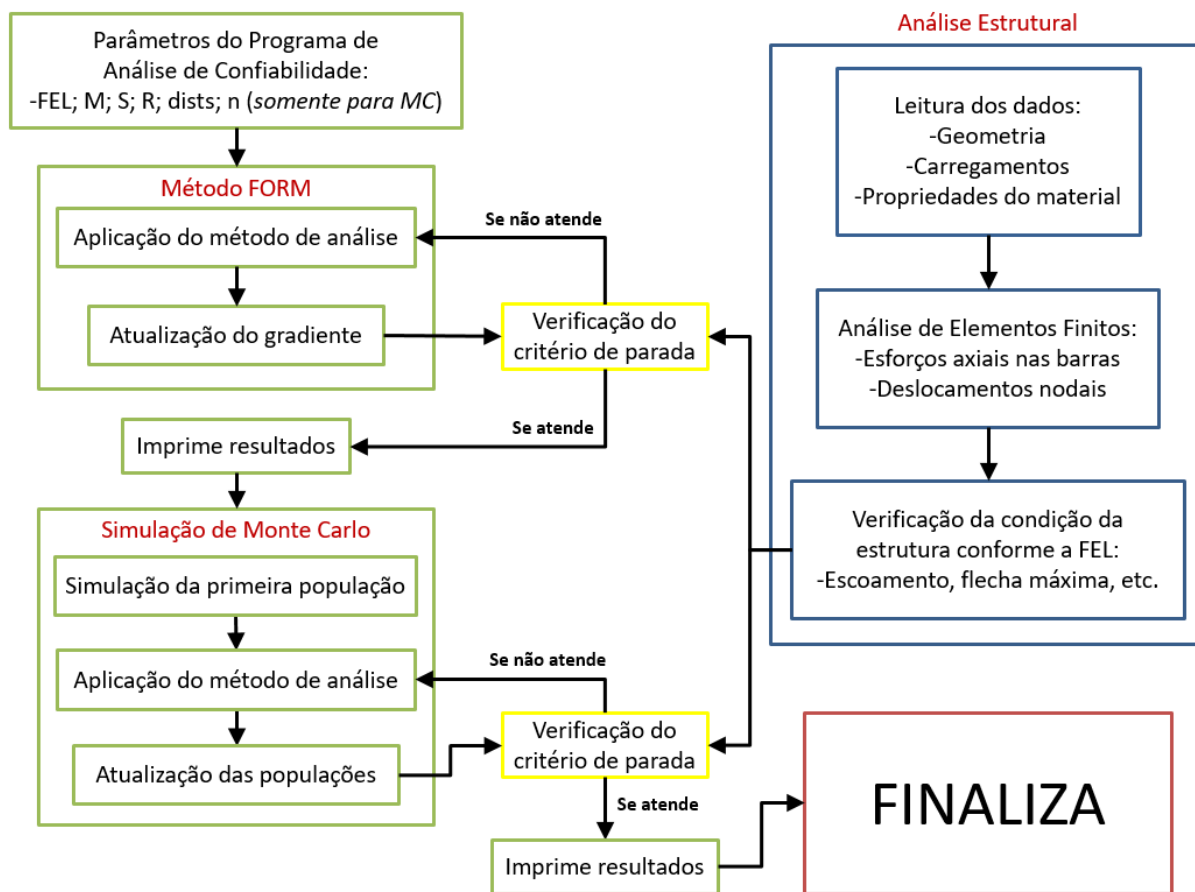 Parâmetros do Programa de
Análise de Confiabilidade:
-FEL; M; S; R; dists; n (somente para MC)
Método FORM
Aplicação do método de análise
Atualização do gradiente
Se não atende
Verificação do
critério de parada
Se atende
Imprime resultados
Simulação de Monte Carlo
Simulação da primeira população
Aplicação do método de análise
Atualização das populações
Se não atende
Verificação do
critério de parada
Se atende
Imprime resultados
Análise Estrutural
Leitura dos dados:
-Geometria
-Carregamentos
-Propriedades do material
Análise de Elementos Finitos:
-Esforços axiais nas barras
-Deslocamentos nodais
Verificação da condição da
estrutura conforme a FEL:
-Escoamento, flecha máxima, etc.
FINALIZA